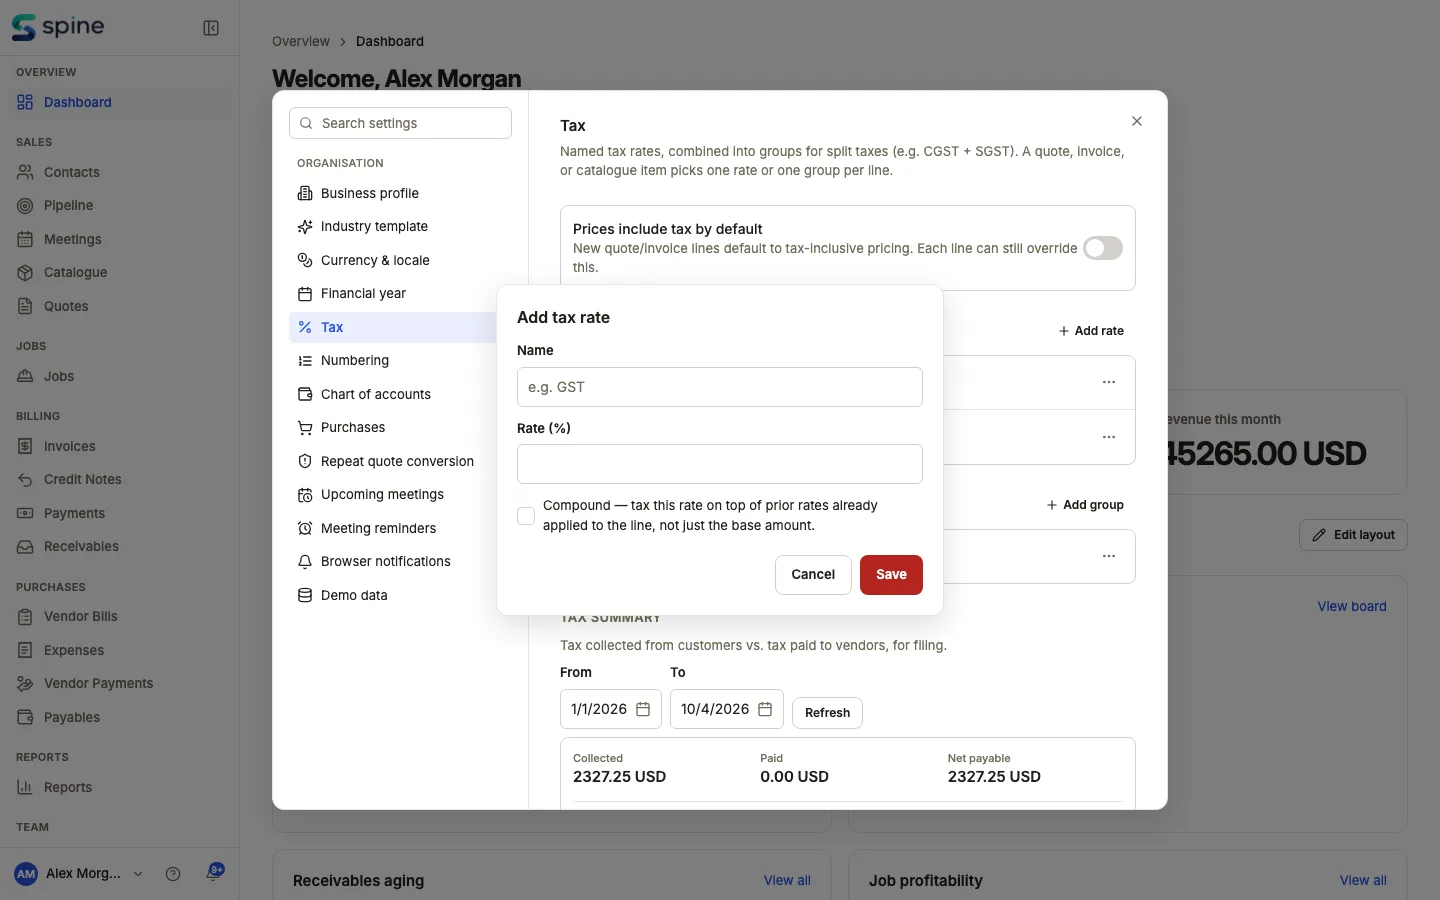 spine
OVERVIEW
Dashboard
SALES
Contacts
Pipeline
Meetings
Catalogue
Quotes
JOBS
Jobs
BILLING
Invoices
Credit Notes
Payments
Receivables
PURCHASES
Vendor Bills
Expenses
Vendor Payments
Payables
REPORTS
Reports
TEAM
AM Alex Morg...
9+
Overview > Dashboard
Welcome, Alex Morgan
Search settings
ORGANISATION
Business profile
Industry template
Currency & locale
Financial year
Tax
Numbering
Chart of accounts
Purchases
Repeat quote conversion
Upcoming meetings
Meeting reminders
Browser notifications
Demo data
Tax
Named tax rates, combined into groups for split taxes (e.g. CGST + SGST). A quote, invoice,
or catalogue item picks one rate or one group per line.
Prices include tax by default
New quote/invoice lines default to tax-inclusive pricing. Each line can still override
this.
Add rate
Add group
Add tax rate
Name
e.g. GST
Rate (%)
Compound — tax this rate on top of prior rates already
applied to the line, not just the base amount.
Cancel
Save
TAX SUMMARY
Tax collected from customers vs. tax paid to vendors, for filing.
From
To
1/1/2026
10/4/2026
Refresh
Collected
Paid
Net payable
2327.25 USD
0.00 USD
2327.25 USD
evenue this month
45265.00 USD
Edit layout
View board
Receivables aging
View all
Job profitability
View all